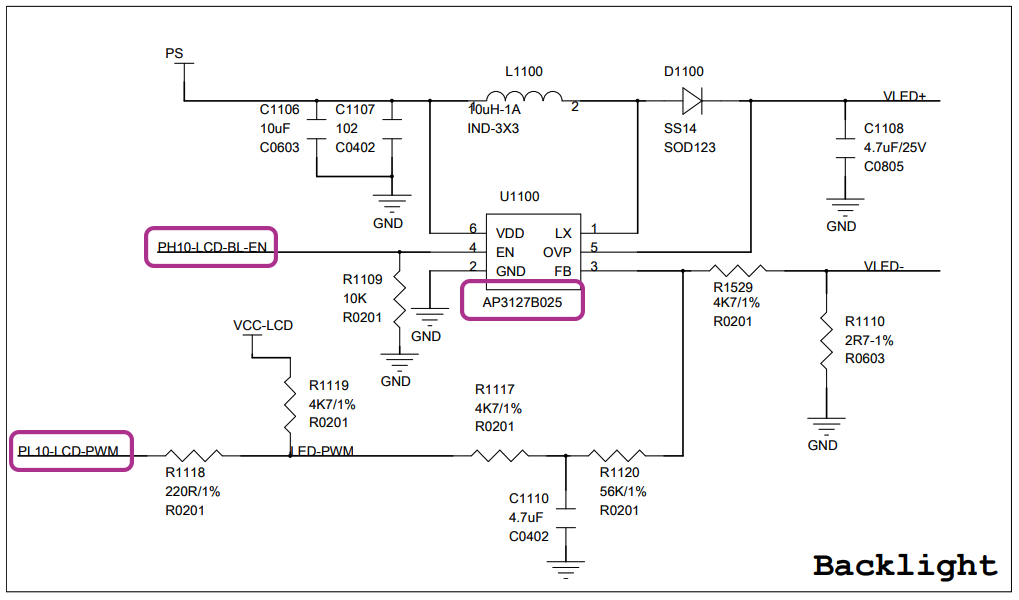 PS
L1100
D1100
C1106
10uF
C0603
C1107
102
C0402
1
10uH-1A
IND-3X3
2
SS14
SOD123
VLED+
C1108
4.7uF/25V
C0805
GND
GND
U1100
6 VDD LX 1
PH10-LCD-BL-EN
4 EN OVP 5
2 GND FB 3
VLED-
AP3127B025
R1109
10K
R0201
GND
GND
R1529
4K7/1%
R0201
R1110
2R7-1%
R0603
GND
VCC-LCD
R1119
4K7/1%
R0201
R1117
4K7/1%
R0201
PL10-LCD-PWM
LED-PWM
R1118
220R/1%
R0201
R1120
56K/1%
R0201
C1110
4.7uF
C0402
GND
Backlight